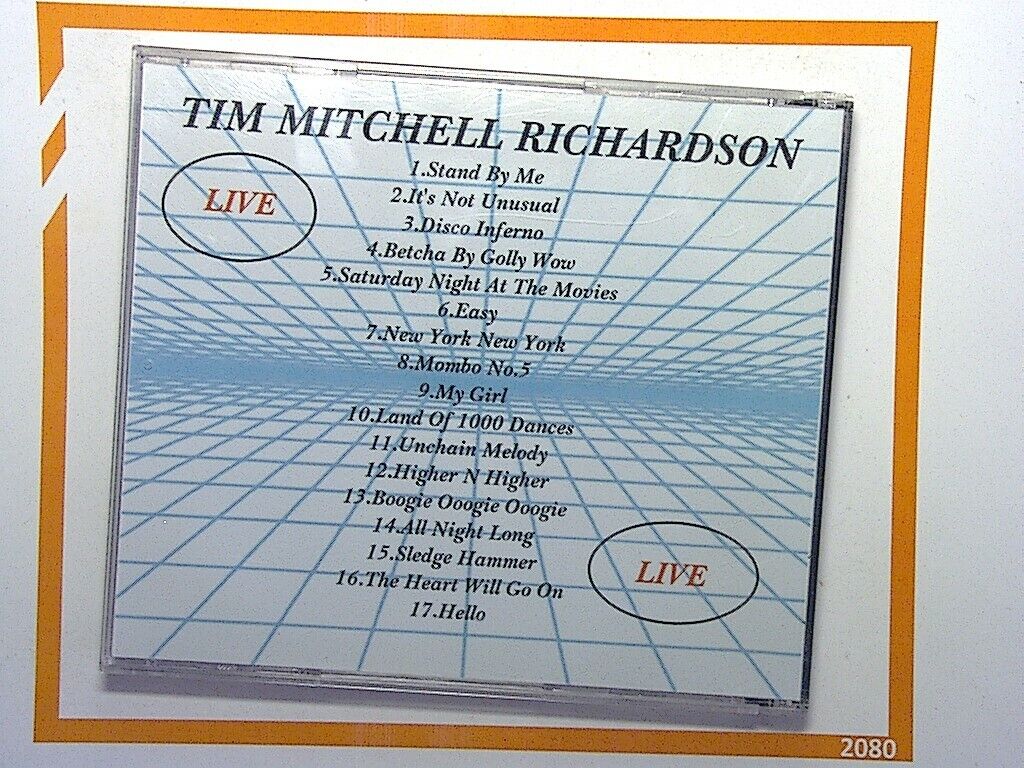 TIM MITCHELL RICHARDSON
LIVE
1.Stand By Me
2.It's Not Unusual
3.Disco Inferno
4.Betcha By Golly Wow
5.Saturday Night At The Movies
6.Easy
7.New York New York
8.Mombo No.5
9.My Girl
10.Land Of 1000 Dances
11.Unchain Melody
12.Higher N Higher
13.Boogie Ooogie Ooogie
14.All Night Long
15.Sledge Hammer
16.The Heart Will Go On
17.Hello
LIVE
2080